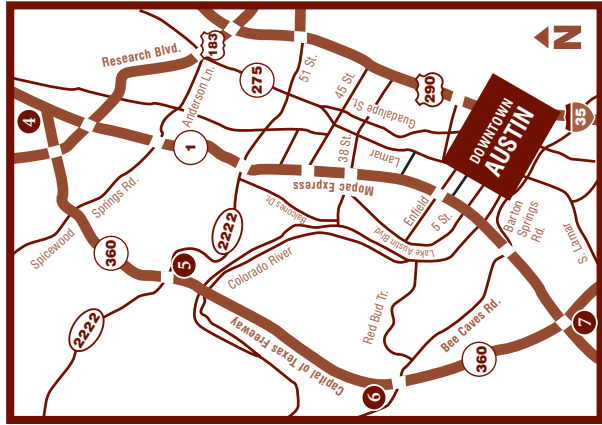 N
Research Blvd.
183
Anderson Ln.
275
51 St.
45 St.
Guadalupe St.
290
DOWNTOWN
AUSTIN
35
4
1
38 St.
Lamar
Mopac Express
Enfield
5 St.
Barton
Springs
Rd.
S. Lamar
Spicewood
Springs Rd.
360
2222
Balcones Dr.
Lake Austin Blvd.
5
Colorado River
2222
Capital of Texas Freeway
Red Bud Tr.
Bee Caves Rd.
360
6
7